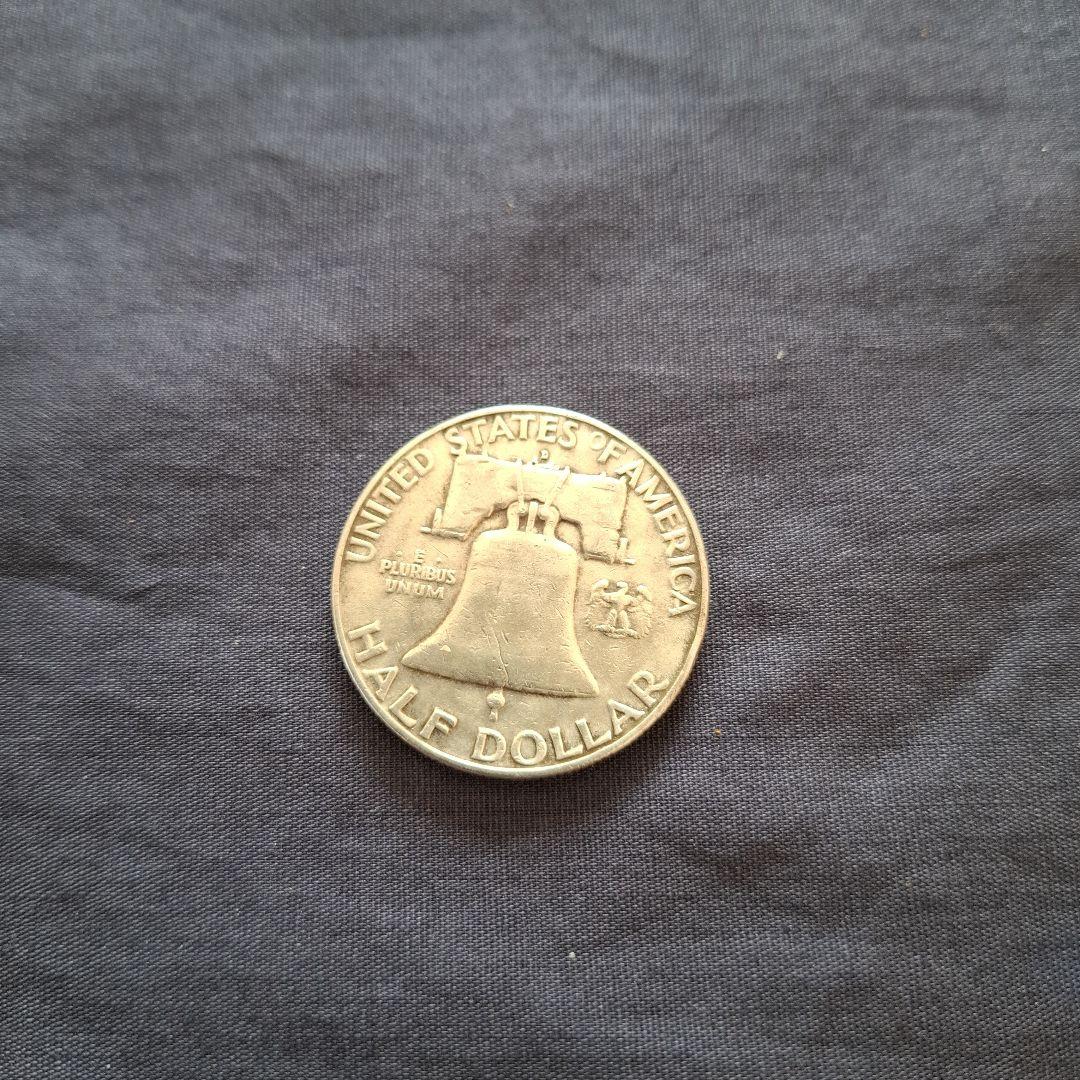 UNITED STATES OF AMERICA
D
E
PLURIBUS
UNUM
HALF DOLLAR